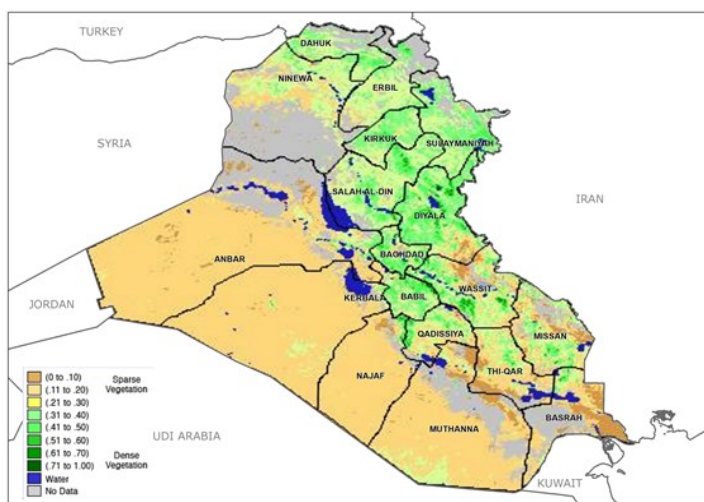 TURKEY
DAHUK
NINEWA
ERBIL
KIRKUK
SULAYMANIYAH
SYRIA
SALAH AL-DIN
IRAN
DIYALA
BAGHDAD
ANBAR
WASSIT
KERBALA
BABIL
JORDAN
QADISSIYA
MISSAN
THI-QAR
NAJAF
BASRAH
MUTHANNA
UDI ARABIA
KUWAIT
(0 to .10) Sparse
(.11 to .20) Vegetation
(.21 to .30)
(.31 to .40)
(.41 to .50)
(.51 to .60)
(.61 to .70) Dense
(.71 to 1.00) Vegetation
Water
No Data